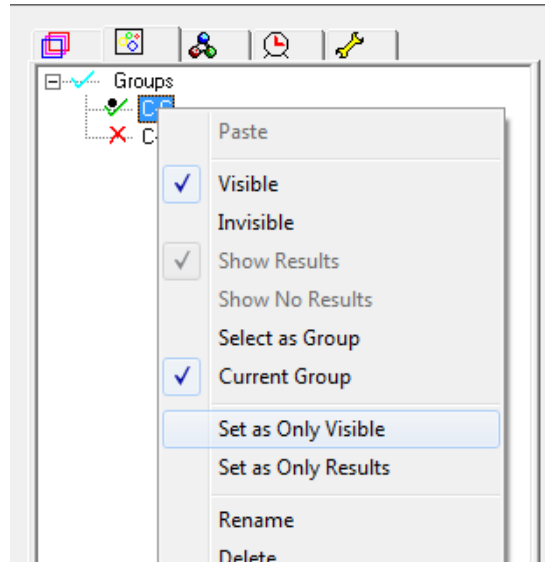 Groups
Paste
Visible
Invisible
Show Results
Show No Results
Select as Group
Current Group
Set as Only Visible
Set as Only Results
Rename
Delete